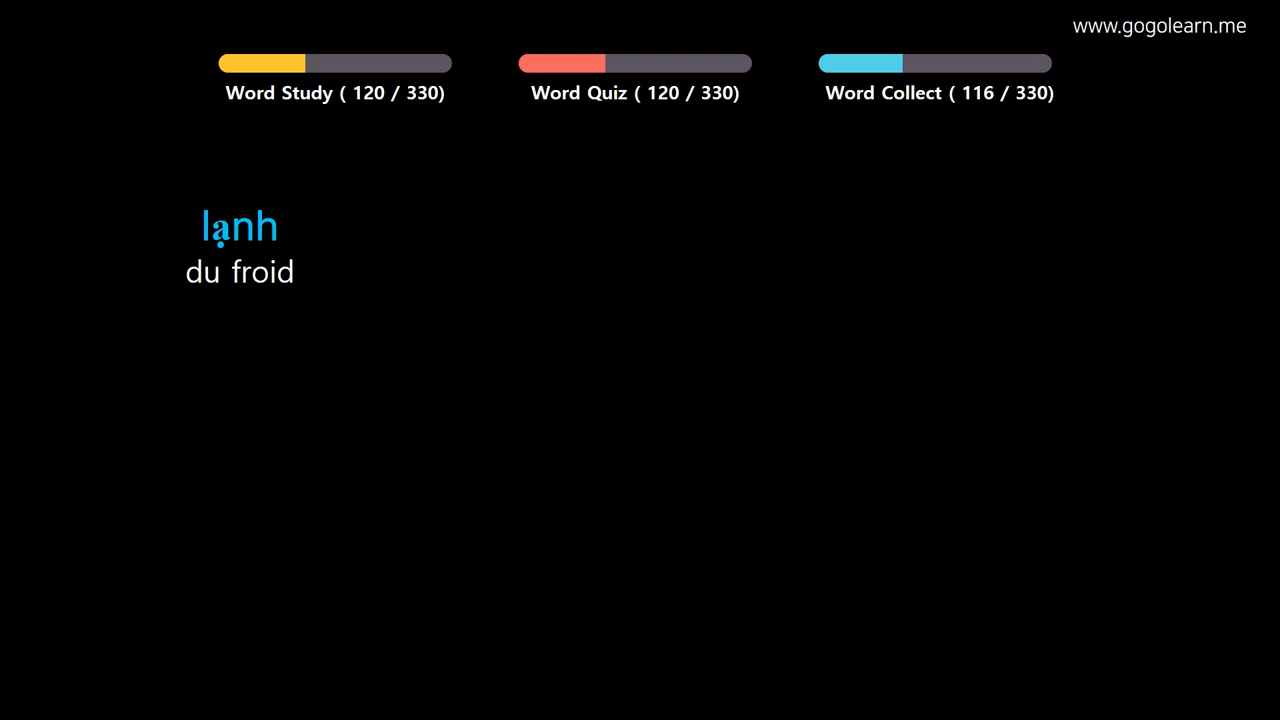 www.gogolearn.me
Word Study ( 120 / 330)
Word Quiz ( 120 / 330)
Word Collect ( 116 / 330)
lạnh
du froid